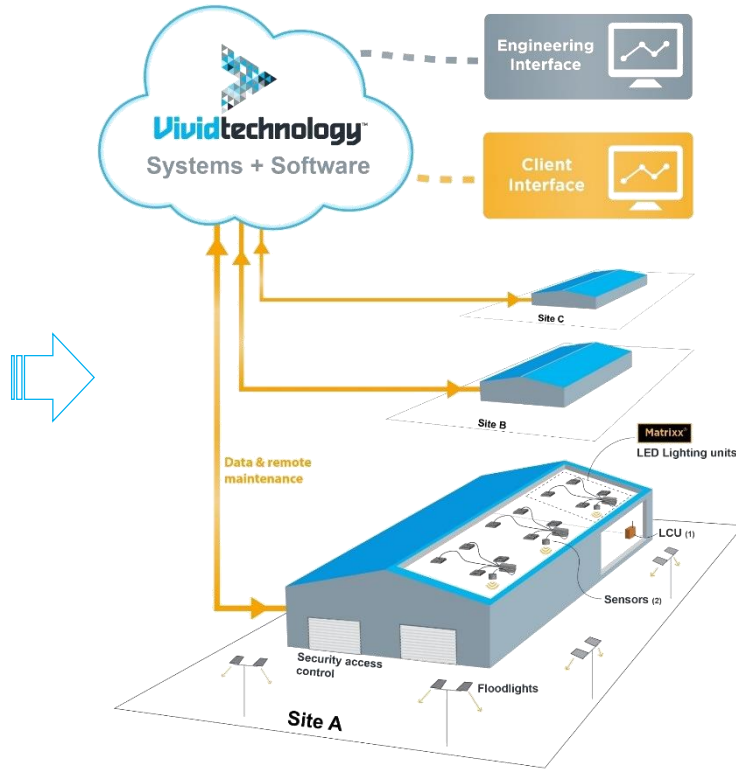 Engineering
Interface
Vividtechnology™
Systems + Software
Client
Interface
Site C
Site B
Matrixx®
LED Lighting units
Data & remote
maintenance
LCU (1)
Sensors (2)
Security access
control
Floodlights
Site A